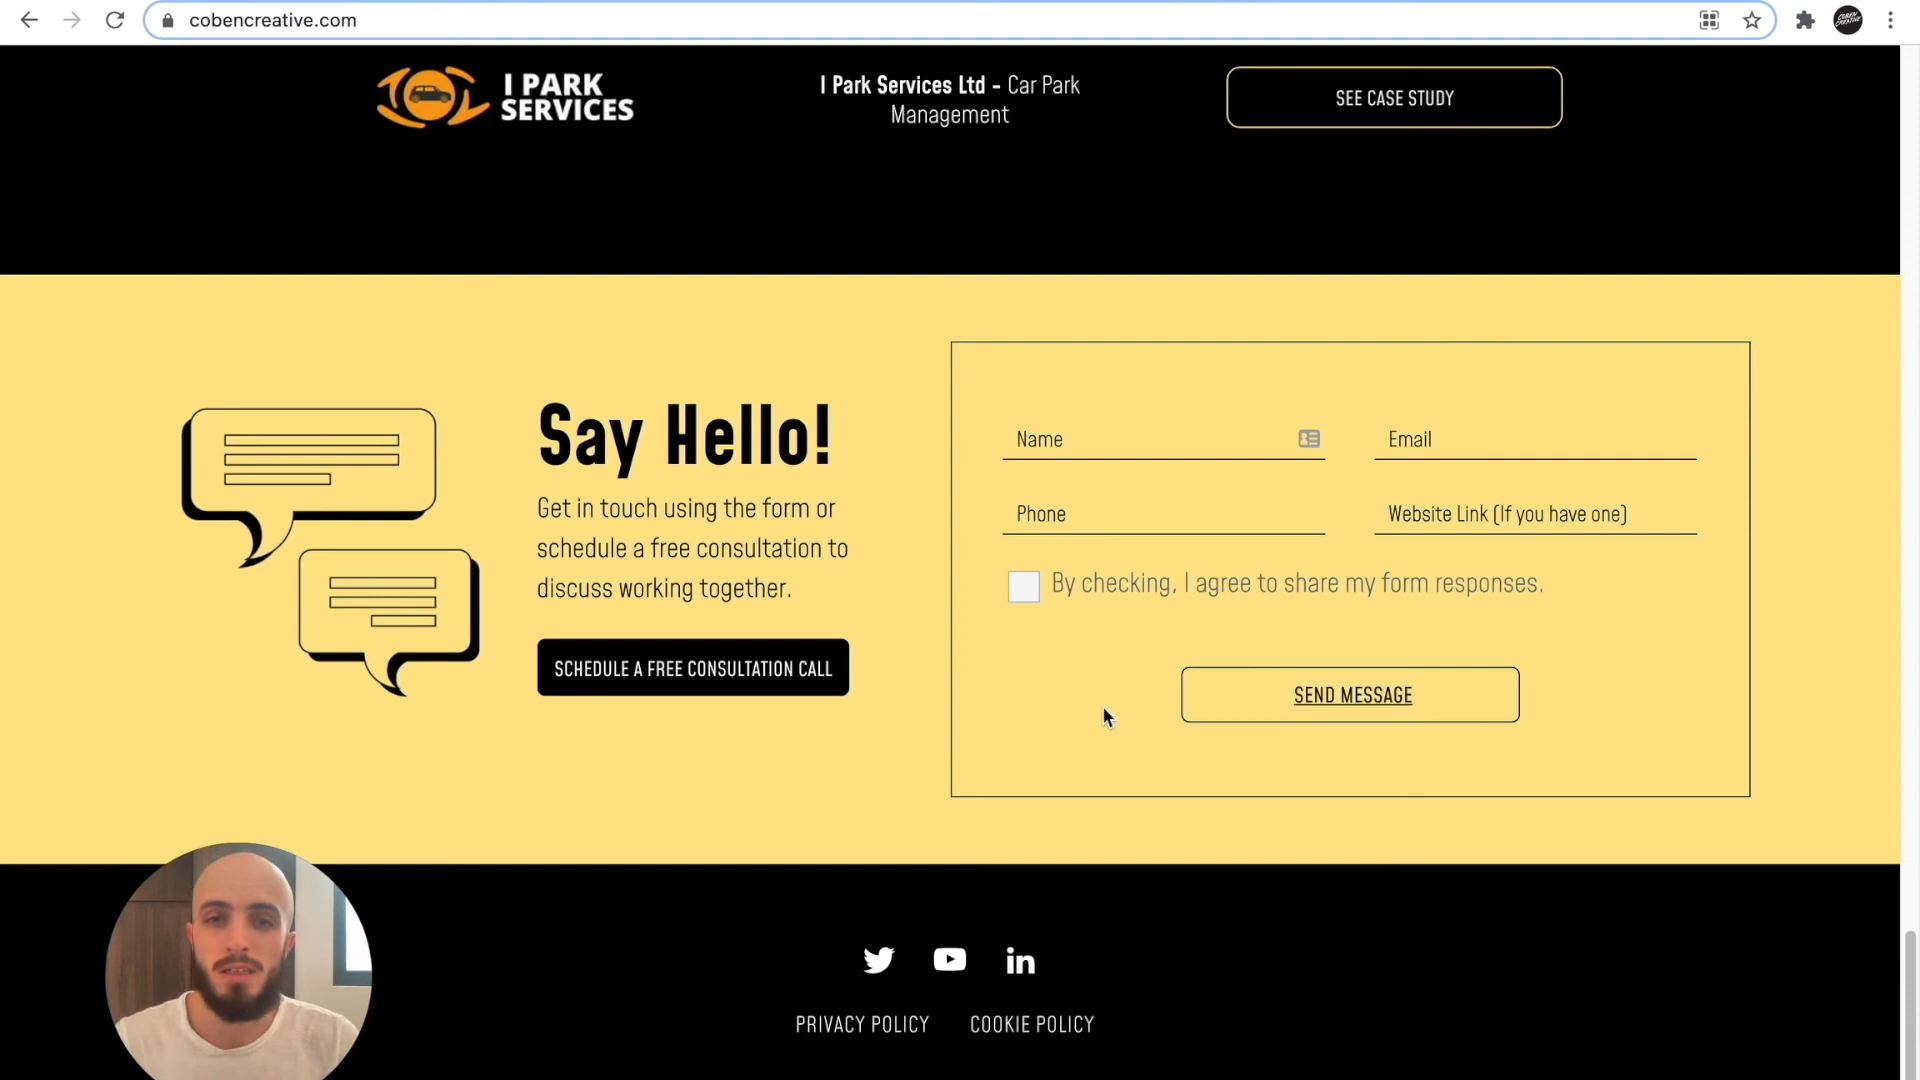 cobencreative.com
I PARK
SERVICES
I Park Services Ltd - Car Park
Management
SEE CASE STUDY
Say Hello!
Get in touch using the form or
schedule a free consultation to
discuss working together.
SCHEDULE A FREE CONSULTATION CALL
Name
Email
Phone
Website Link (If you have one)
By checking, I agree to share my form responses.
SEND MESSAGE
in
PRIVACY POLICY
COOKIE POLICY